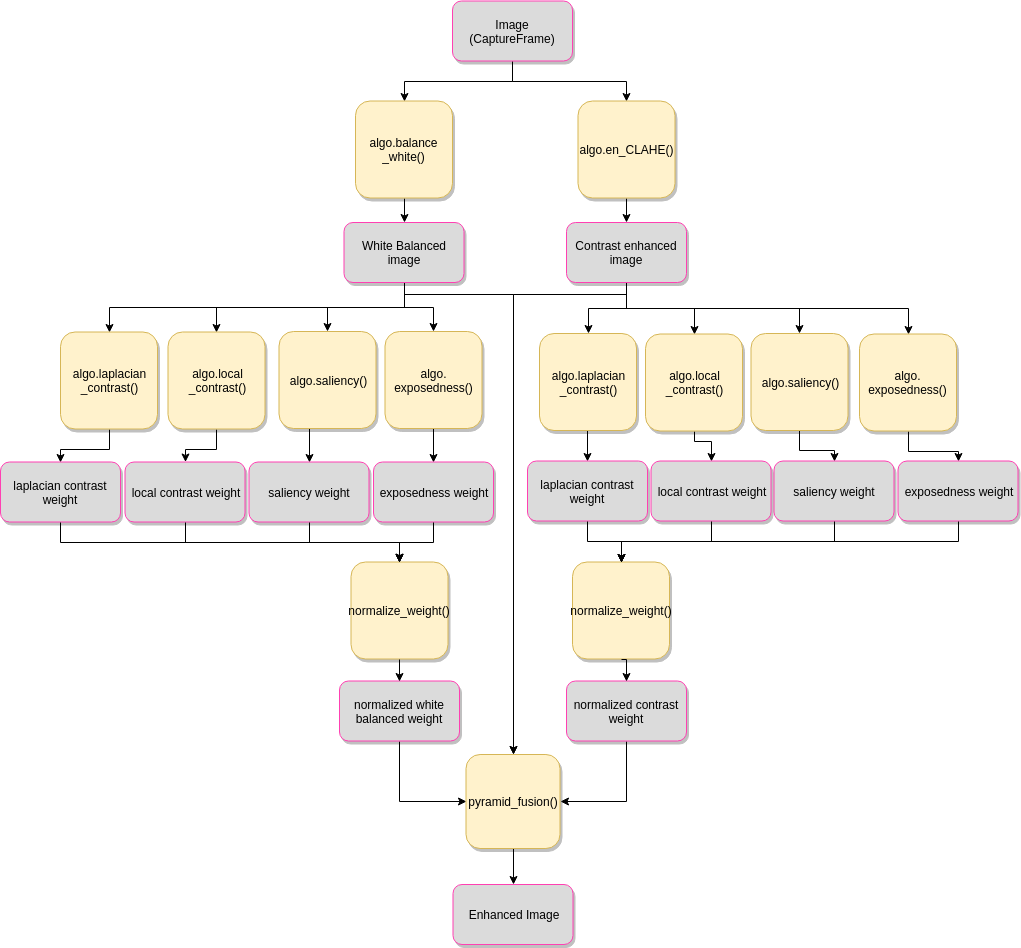 Image
(CaptureFrame)
algo.balance
_white()
algo.en_CLAHE()
White Balanced
image
Contrast enhanced
image
algo.laplacian
_contrast()
algo.local
_contrast()
algo.saliency()
algo.
exposedness()
algo.laplacian
_contrast()
algo.local
_contrast()
algo.saliency()
algo.
exposedness()
laplacian contrast
weight
local contrast weight
saliency weight
exposedness weight
laplacian contrast
weight
local contrast weight
saliency weight
exposedness weight
normalize_weight()
normalize_weight()
normalized white
balanced weight
normalized contrast
weight
pyramid_fusion()
Enhanced Image